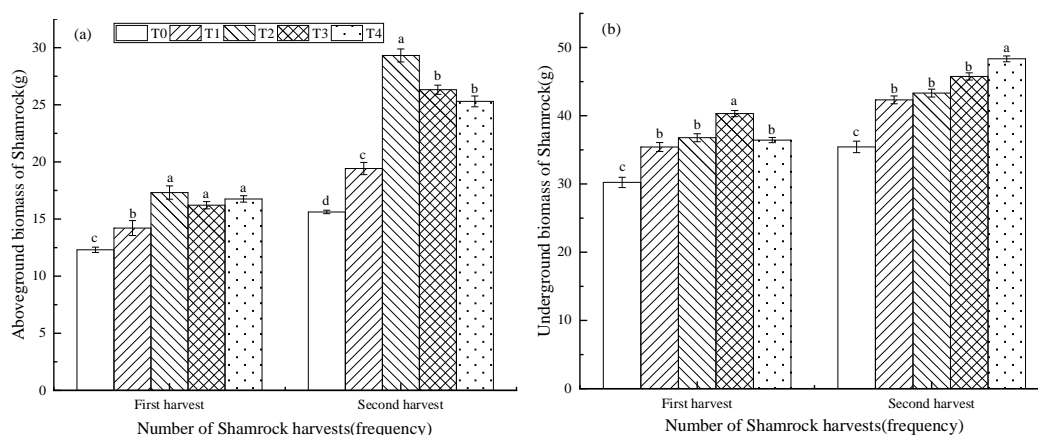 (a)
T0 T1 T2 T3 T4
Aboveground biomass of Shamrock(g)
30
25
20
15
10
5
0
c
b
a
a
a
d
c
a
b
b
First harvest
Second harvest
Number of Shamrock harvests(frequency)
(b)
Underground biomass of Shamrock(g)
50
40
30
20
10
0
c
b
b
a
b
c
b
b
b
a
First harvest
Second harvest
Number of Shamrock harvests(frequency)